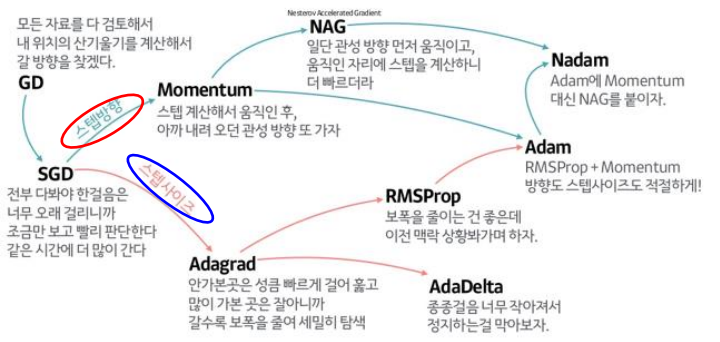 모든 자료를 다 검토해서
내 위치의 산기울기를 계산해서
갈 방향을 찾겠다.
GD
스텝방향
Momentum
스텝 계산해서 움직인 후,
아까 내려 오던 관성 방향 또 가자
Nesterov Accelerated Gradient
NAG
일단 관성 방향 먼저 움직이고,
움직인 자리에 스텝을 계산하니
더 빠르더라
Nadam
Adam에 Momentum
대신 NAG를 붙이자.
Adam
RMSProp + Momentum
방향도 스텝사이즈도 적절하게!
SGD
전부 다봐야 한걸음은
너무 오래 걸리니까
조금만 보고 빨리 판단한다
같은 시간에 더 많이 간다
스텝사이즈
RMSProp
보폭을 줄이는 건 좋은데
이전 맥락 상황봐가며 하자.
Adagrad
안가본곳은 성큼 빠르게 걸어 훓고
많이 가본 곳은 잘아니까
갈수록 보폭을 줄여 세밀히 탐색
AdaDelta
종종걸음 너무 작아져서
정지하는걸 막아보자.